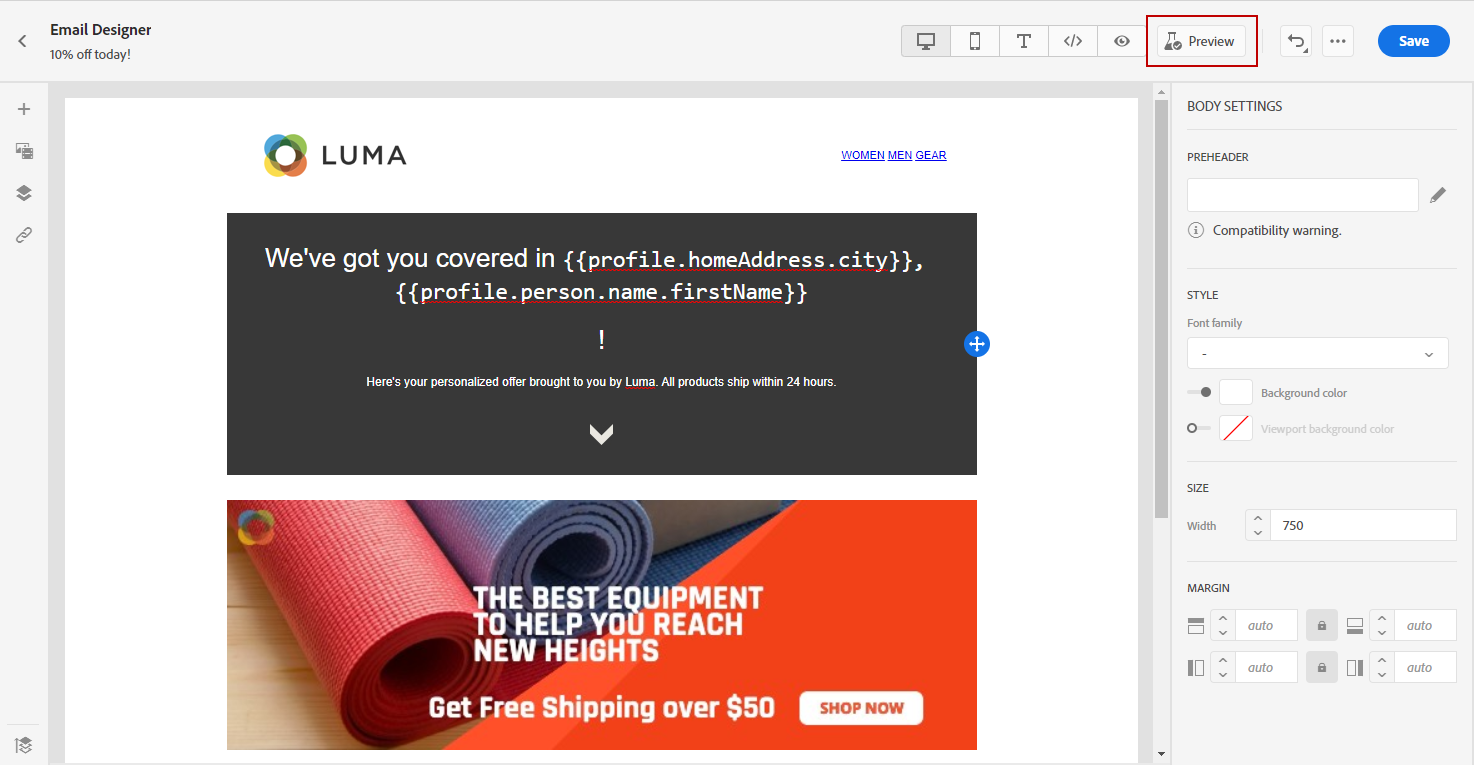 Email Designer
10% off today!
T
</>
Preview
Save
LUMA
WOMEN MEN GEAR
We've got you covered in {{profile.homeAddress.city}},
{{profile.person.name.firstName}}
!
Here's your personalized offer brought to you by Luma. All products ship within 24 hours.
THE BEST EQUIPMENT
TO HELP YOU REACH
NEW HEIGHTS
Get Free Shipping over $50
SHOP NOW
BODY SETTINGS
PREHEADER
Compatibility warning.
STYLE
Font family
-
Background color
Viewport background color
SIZE
Width 750
MARGIN
auto auto
auto auto